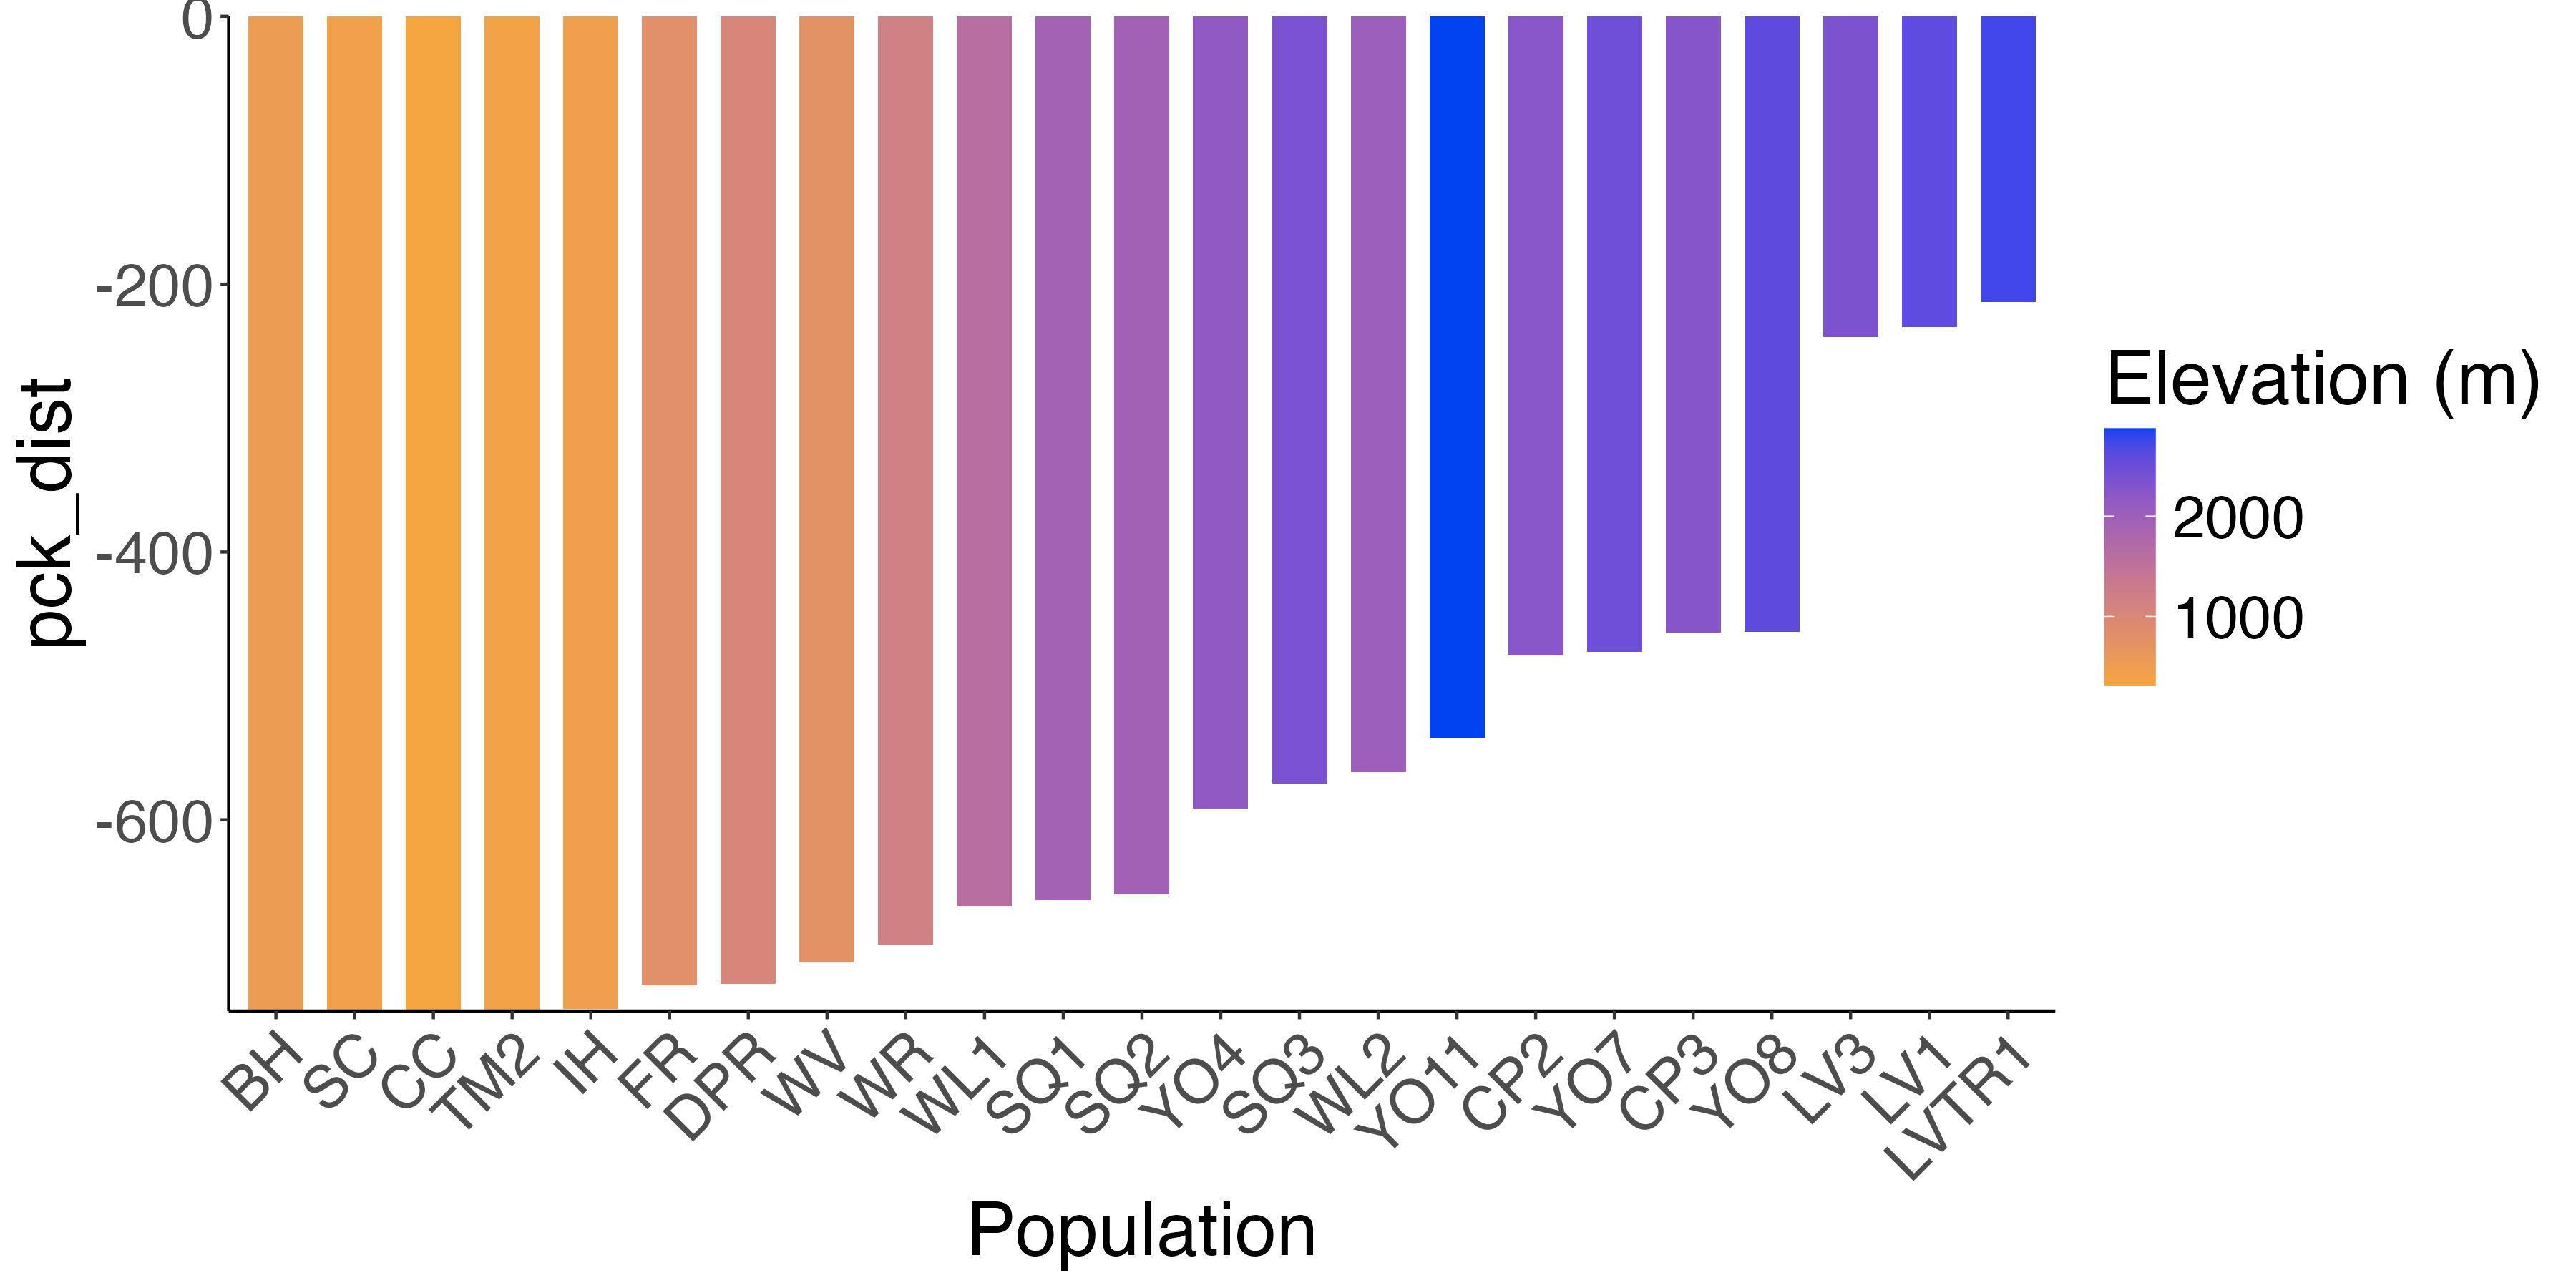 pck_dist
0
-200
-400
-600
BH
SC
CC
TM2
IH
FR
DPR
WV
WR
WL1
SQ1
SQ2
YO4
SQ3
WL2
YO11
CP2
YO7
CP3
YO8
LV3
LV1
LVTR1
Population
Elevation (m)
2000
1000